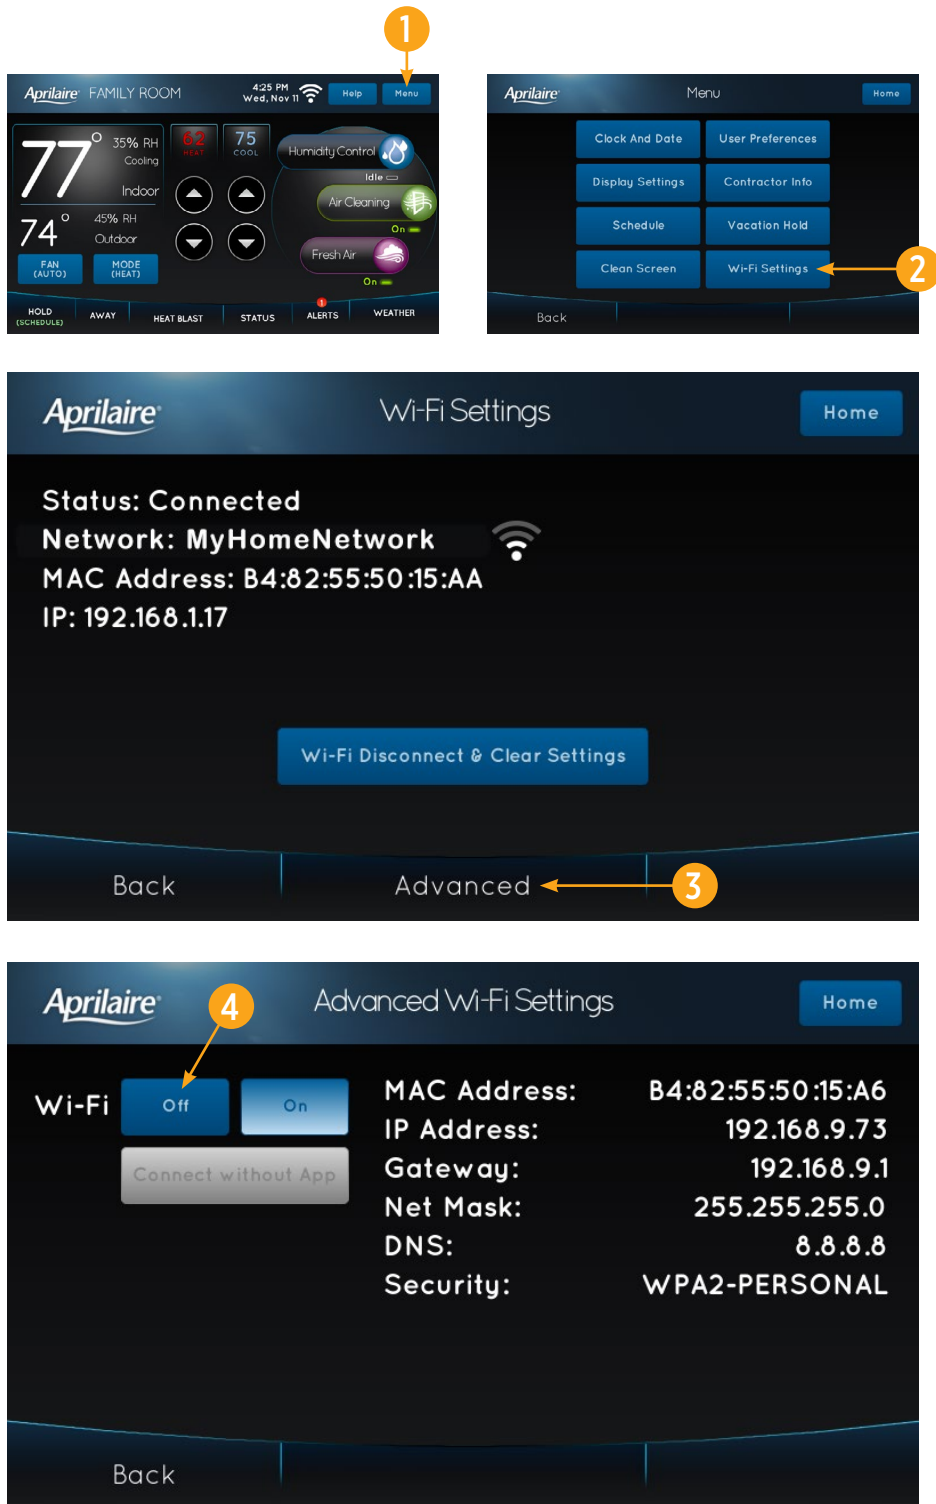 1
Aprilaire FAMILY ROOM 4:25 PM Help Menu
Wed, Nov 11
77° 35% RH
Cooling
Indoor
62
HEAT
75
COOL
Humidity Control
Idle
Air Cleaning
On
Fresh Air
On
74° 45% RH
Outdoor
FAN
(AUTO)
MODE
(HEAT)
HOLD
(SCHEDULE)
AWAY
HEAT BLAST
STATUS
1
ALERTS
WEATHER
Aprilaire Menu Home
Clock And Date User Preferences
Display Settings Contractor Info
Schedule Vacation Hold
Clean Screen Wi-Fi Settings 2
Back
Aprilaire Wi-Fi Settings Home
Status: Connected
Network: MyHomeNetwork
MAC Address: B4:82:55:50:15:AA
IP: 192.168.1.17
Wi-Fi Disconnect & Clear Settings
Back Advanced 3
Aprilaire 4 Advanced Wi-Fi Settings Home
Wi-Fi Off On
Connect without App
MAC Address: B4:82:55:50:15:A6
IP Address: 192.168.9.73
Gateway: 192.168.9.1
Net Mask: 255.255.255.0
DNS: 8.8.8.8
Security: WPA2-PERSONAL
Back